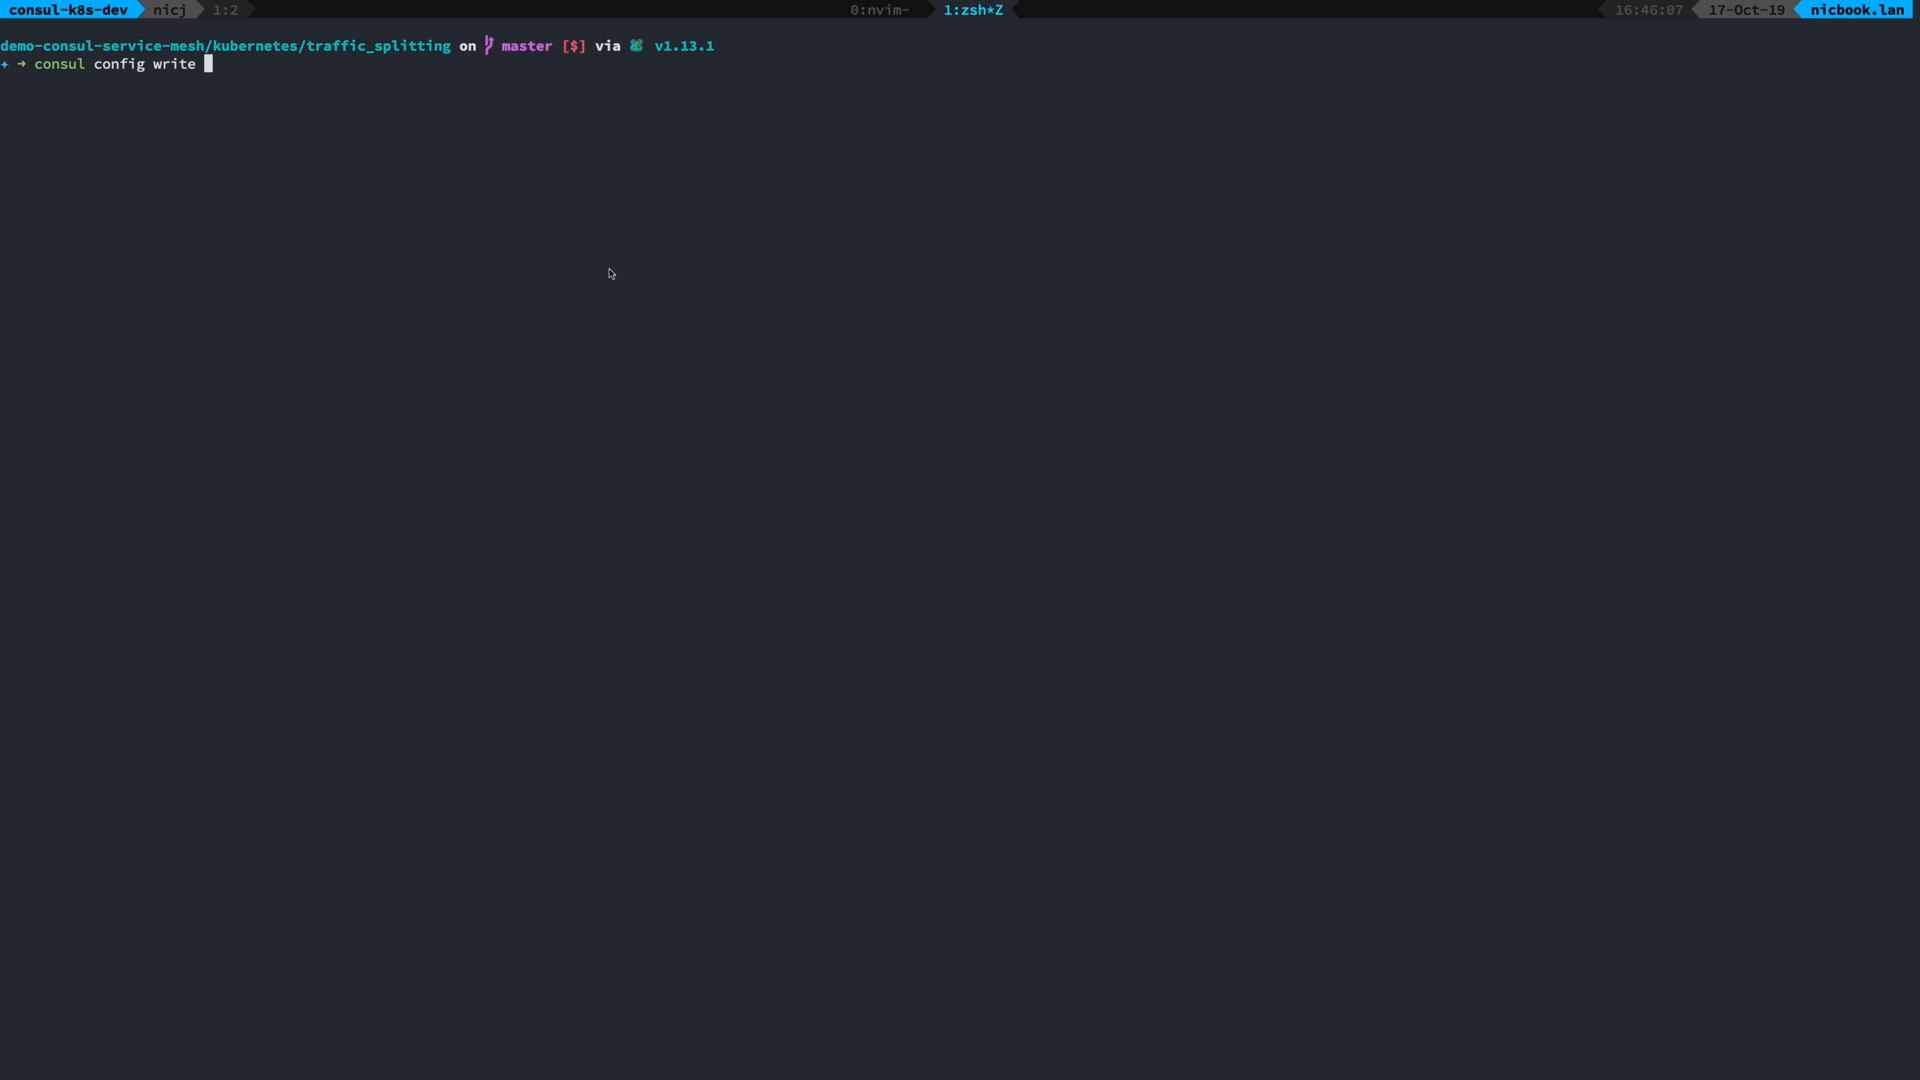 consul-k8s-dev nicj 1:2 0:nvim- 1:zsh*Z 16:46:07 17-Oct-19 nicbook.lan
demo-consul-service-mesh/kubernetes/traffic_splitting on master [$] via v1.13.1
➜ consul config write